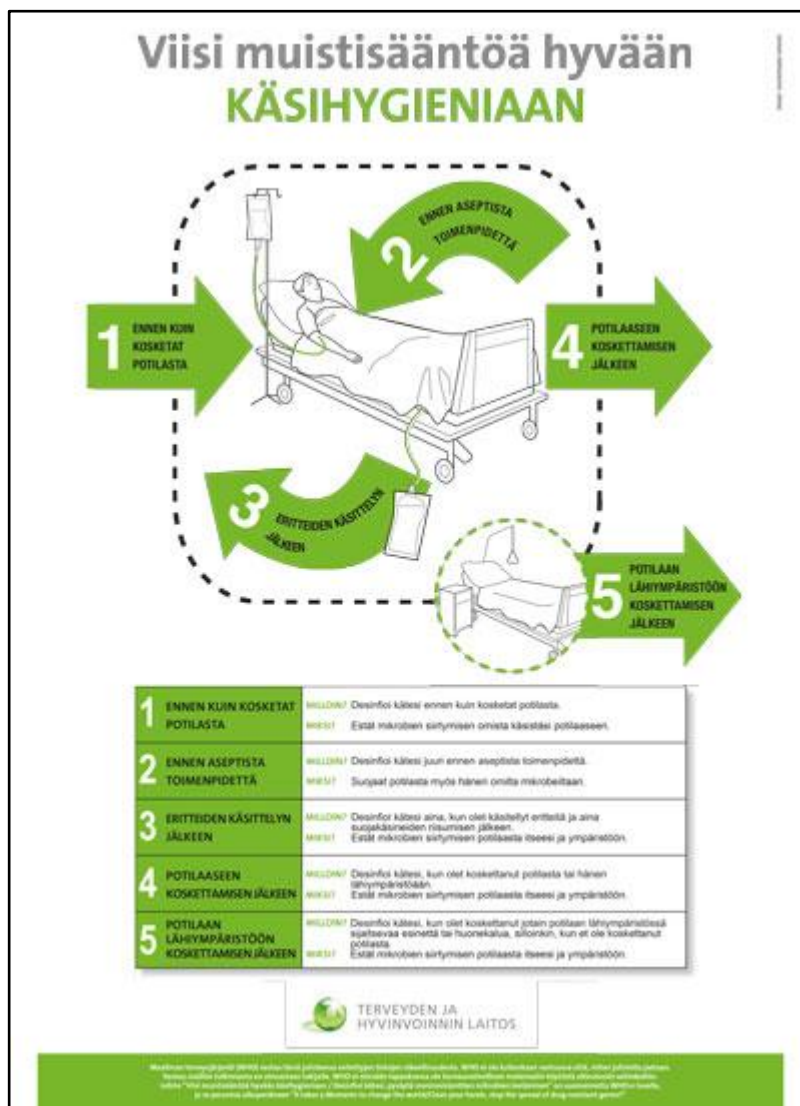 Viisi muistisääntöä hyvään
KÄSIHYGIENIAAN
2
ENNEN ASEPTISTA
TOIMENPIDETTÄ
1
ENNEN KUIN
KOSKETAT
POTILASTA
4
POTILAASEEN
KOSKETTAMISEN
JÄLKEEN
3
ERITTEIDEN KÄSITTELYN
JÄLKEEN
5
POTILAAN
LÄHIYMPÄRISTÖÖN
KOSKETTAMISEN
JÄLKEEN
1 ENNEN KUIN KOSKETAT
POTILASTA
MILLOIN? Desinfioi kätesi ennen kuin kosketat potilasta.
MIKSI? Estät mikrobien siirtymisen omista käsistäsi potilaaseen.
2 ENNEN ASEPTISTA
TOIMENPIDETTÄ
MILLOIN? Desinfioi kätesi juuri ennen aseptista toimenpidettä.
MIKSI? Suojaat potilasta myös hänen omilta mikrobeiltaan.
3 ERITTEIDEN KÄSITTELYN
JÄLKEEN
MILLOIN? Desinfioi kätesi aina, kun olet käsitellyt eritteitä ja aina
suojakäsineiden riisumisen jälkeen.
MIKSI? Estät mikrobien siirtymisen potilaasta itseesi ja ympäristöön.
4 POTILAASEEN
KOSKETTAMISEN JÄLKEEN
MILLOIN? Desinfioi kätesi, kun olet koskettanut potilasta tai hänen
lähiympäristöään.
MIKSI? Estät mikrobien siirtymisen potilaasta itseesi ja ympäristöön.
5 POTILAAN
LÄHIYMPÄRISTÖÖN
KOSKETTAMISEN JÄLKEEN
MILLOIN? Desinfioi kätesi, kun olet koskettanut jotain potilaan lähiympäristössä
sijaitsevaa esinettä tai huonekalua, silloinkin, kun et ole koskettanut
potilasta.
MIKSI? Estät mikrobien siirtymisen potilaasta itseesi ja ympäristöön.
TERVEYDEN JA
HYVINVOINNIN LAITOS